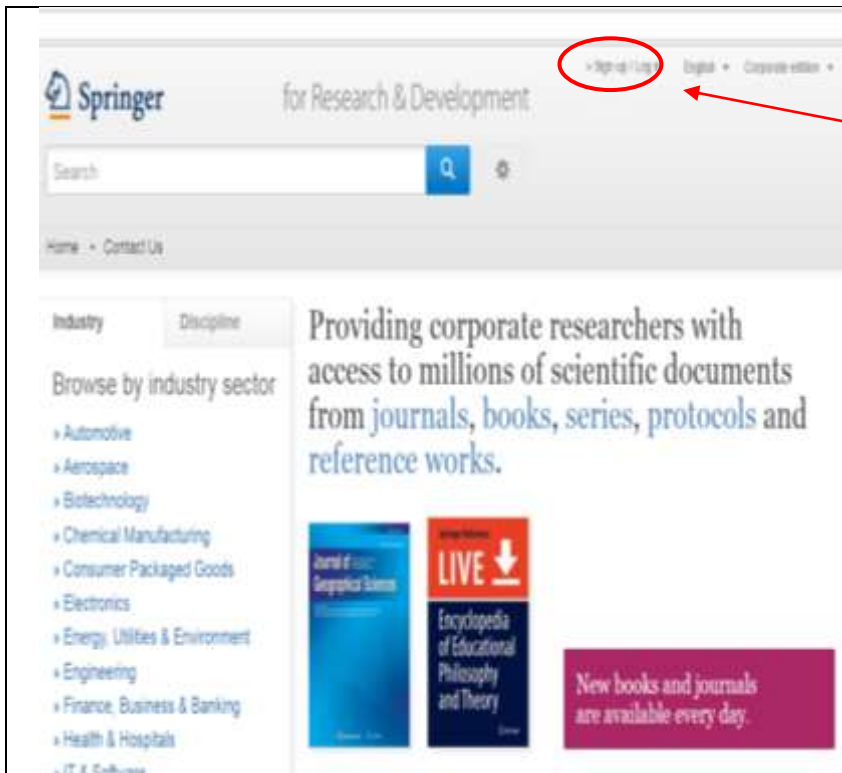 » Sign up / Log in English Corporate edition
Springer
for Research & Development
Search
Home • Contact Us
Industry Discipline
Browse by industry sector
» Automotive
» Aerospace
» Biotechnology
» Chemical Manufacturing
» Consumer Packaged Goods
» Electronics
» Energy, Utilities & Environment
» Engineering
» Finance, Business & Banking
» Health & Hospitals
» IT & Software
Providing corporate researchers with
access to millions of scientific documents
from journals, books, series, protocols and
reference works.
Journal of
Geographical Sciences
LIVE
Encyclopedia
of Educational
Philosophy
and Theory
Springer
New books and journals
are available every day.